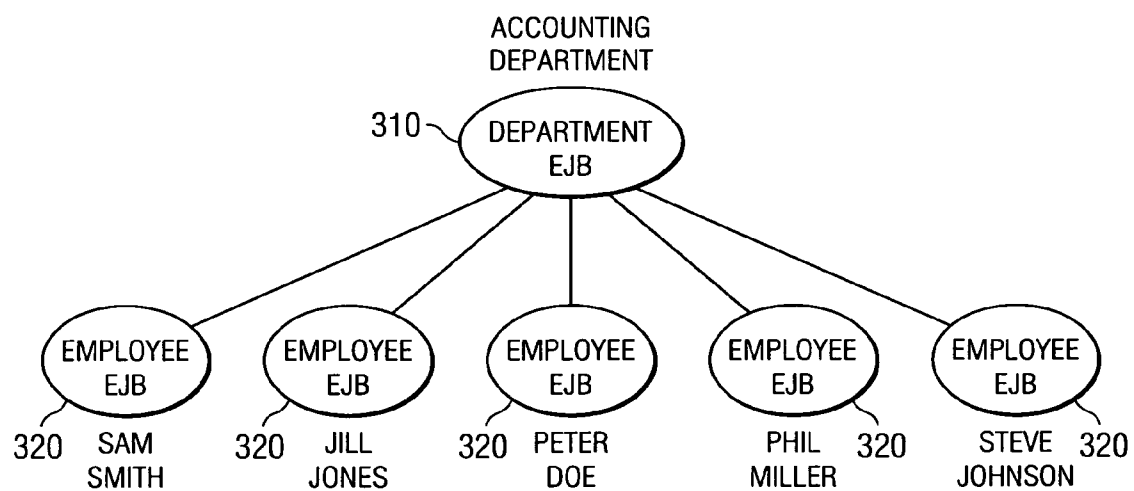 ACCOUNTING
DEPARTMENT
310
DEPARTMENT
EJB
EMPLOYEE
EJB
320
SAM
SMITH
EMPLOYEE
EJB
320
JILL
JONES
EMPLOYEE
EJB
320
PETER
DOE
EMPLOYEE
EJB
320
PHIL
MILLER
EMPLOYEE
EJB
320
STEVE
JOHNSON